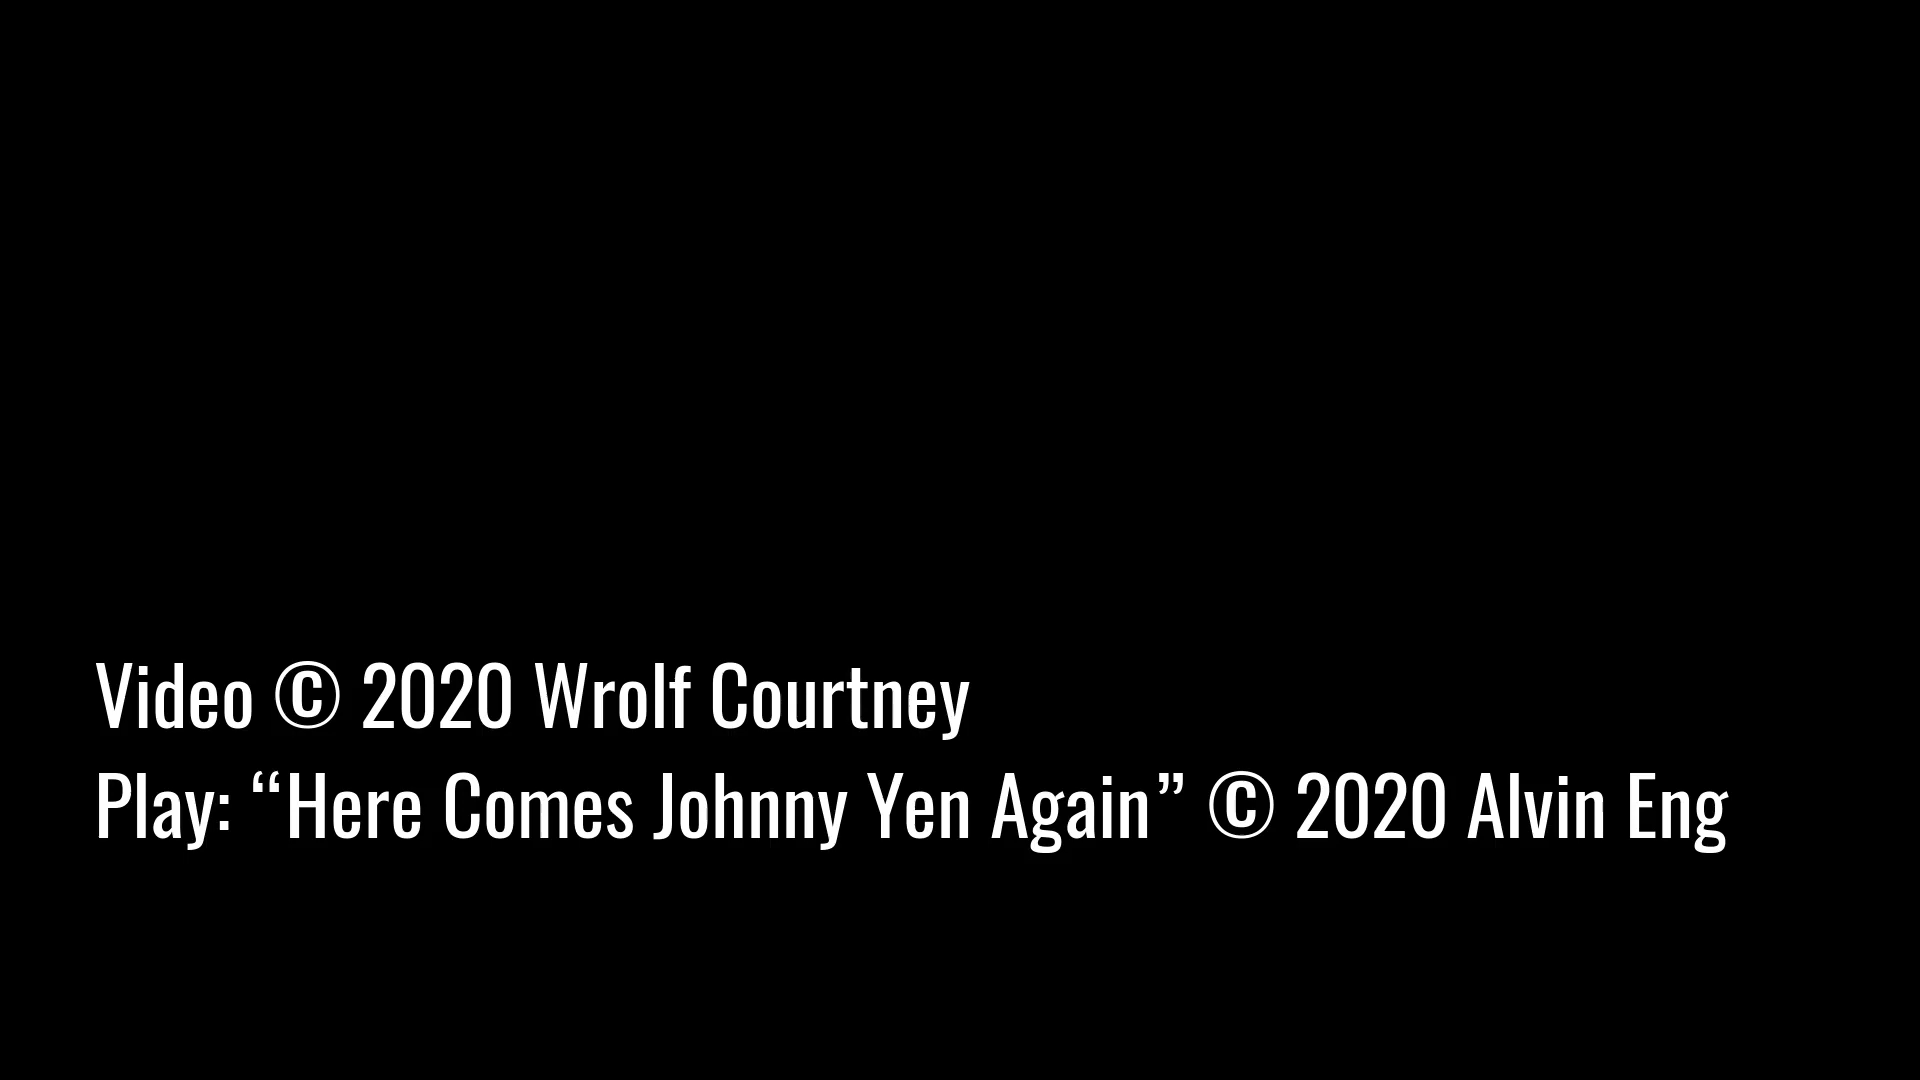 Video © 2020 Wrolf Courtney
Play: “Here Comes Johnny Yen Again” © 2020 Alvin Eng